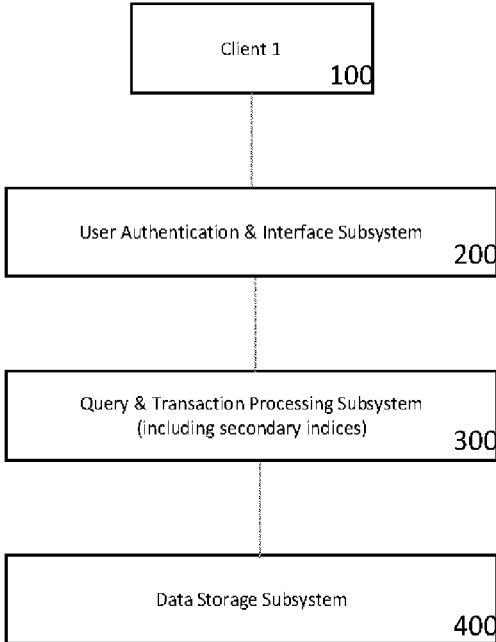 Client 1
100
User Authentication & Interface Subsystem
200
Query & Transaction Processing Subsystem
(including secondary indices)
300
Data Storage Subsystem
400